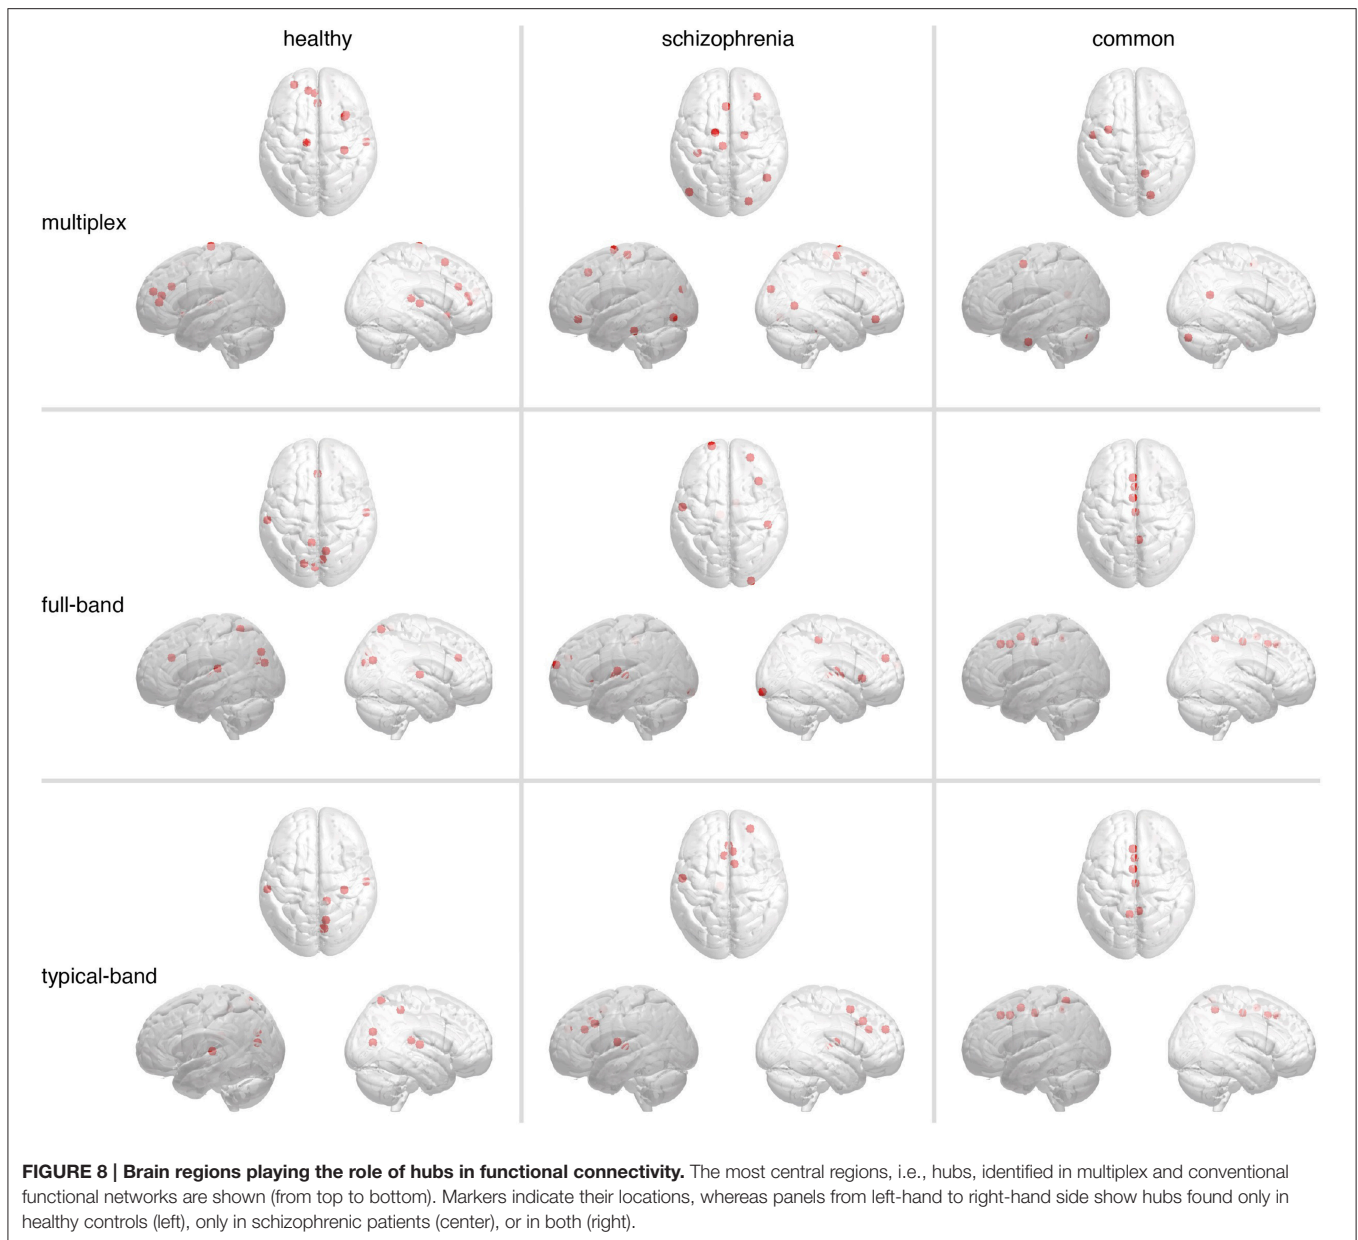 healthy schizophrenia common
multiplex
full-band
typical-band
FIGURE 8 | Brain regions playing the role of hubs in functional connectivity. The most central regions, i.e., hubs, identified in multiplex and conventional
functional networks are shown (from top to bottom). Markers indicate their locations, whereas panels from left-hand to right-hand side show hubs found only in
healthy controls (left), only in schizophrenic patients (center), or in both (right).